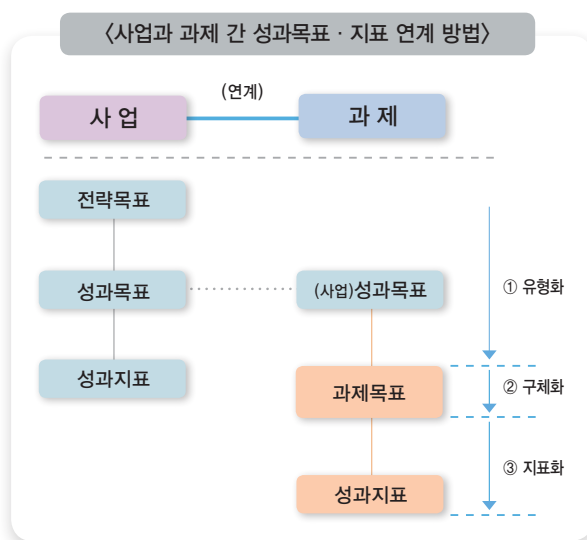 〈사업과 과제 간 성과목표 · 지표 연계 방법〉
사 업
(연계)
과 제
전략목표
성과목표
(사업)성과목표
① 유형화
성과지표
과제목표
② 구체화
성과지표
③ 지표화